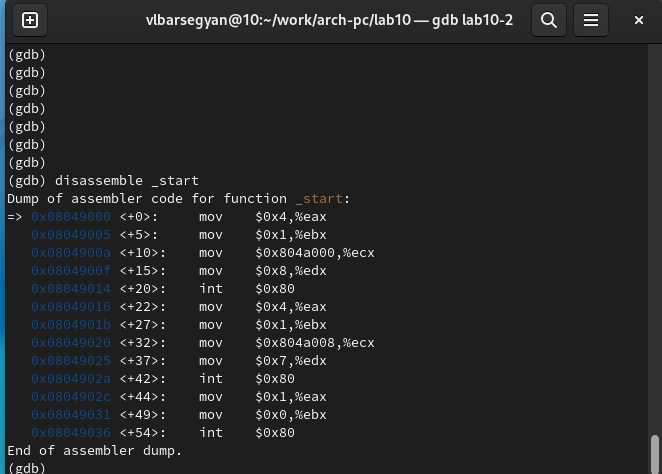 vlbarsegyan@10:~/work/arch-pc/lab10 — gdb lab10-2
(gdb)
(gdb)
(gdb)
(gdb)
(gdb)
(gdb)
(gdb)
(gdb) disassemble _start
Dump of assembler code for function _start:
=> 0x08049000 <+0>:     mov    $0x4,%eax
   0x08049005 <+5>:     mov    $0x1,%ebx
   0x0804900a <+10>:    mov    $0x804a000,%ecx
   0x0804900f <+15>:    mov    $0x8,%edx
   0x08049014 <+20>:    int    $0x80
   0x08049016 <+22>:    mov    $0x4,%eax
   0x0804901b <+27>:    mov    $0x1,%ebx
   0x08049020 <+32>:    mov    $0x804a008,%ecx
   0x08049025 <+37>:    mov    $0x7,%edx
   0x0804902a <+42>:    int    $0x80
   0x0804902c <+44>:    mov    $0x1,%eax
   0x08049031 <+49>:    mov    $0x0,%ebx
   0x08049036 <+54>:    int    $0x80
End of assembler dump.
(gdb)